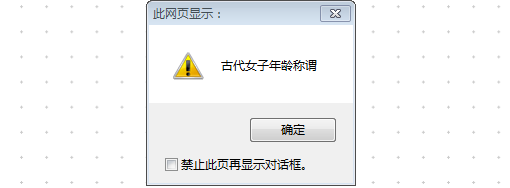 此网页显示：
古代女子年龄称谓
确定
禁止此页再显示对话框。